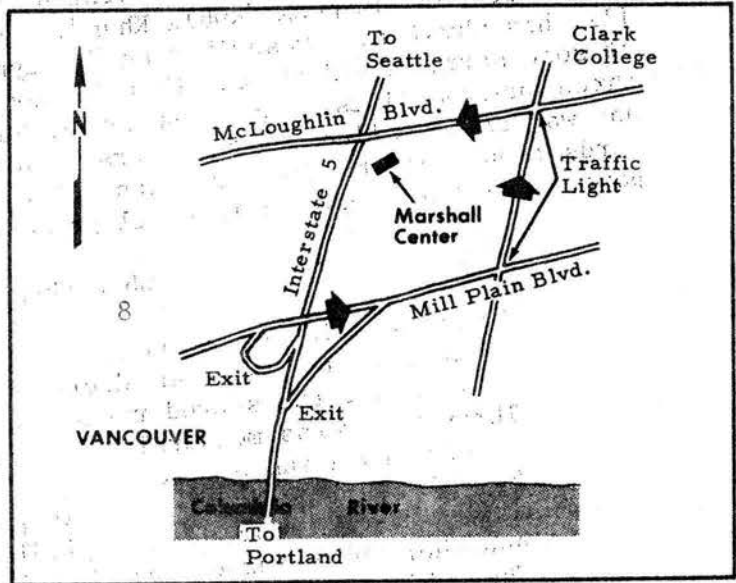 To
Seattle
Clark
College
N
McLoughlin Blvd.
Traffic
Light
Interstate 5
Marshall
Center
Mill Plain Blvd.
8
Exit
Exit
VANCOUVER
Columbia River
To
Portland